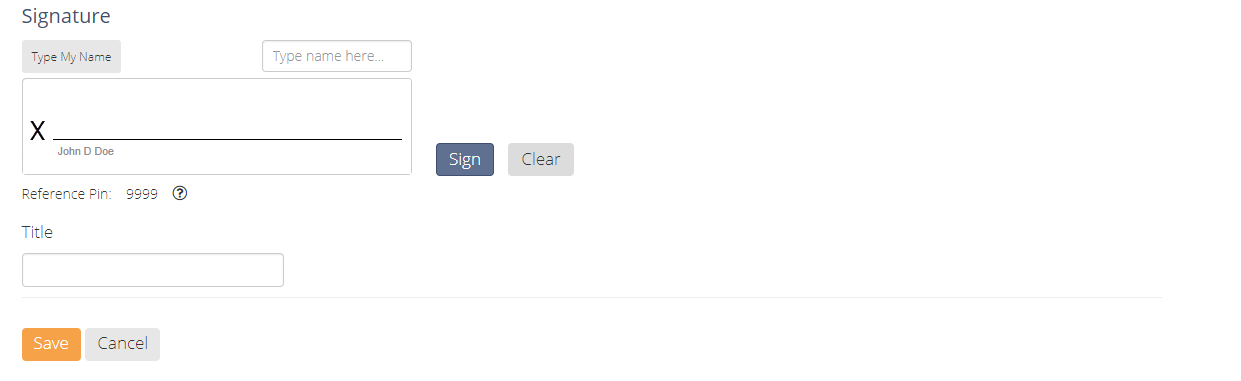 Signature
Type My Name Type name here...
X
John D Doe
Sign Clear
Reference Pin: 9999 ?
Title
Save Cancel